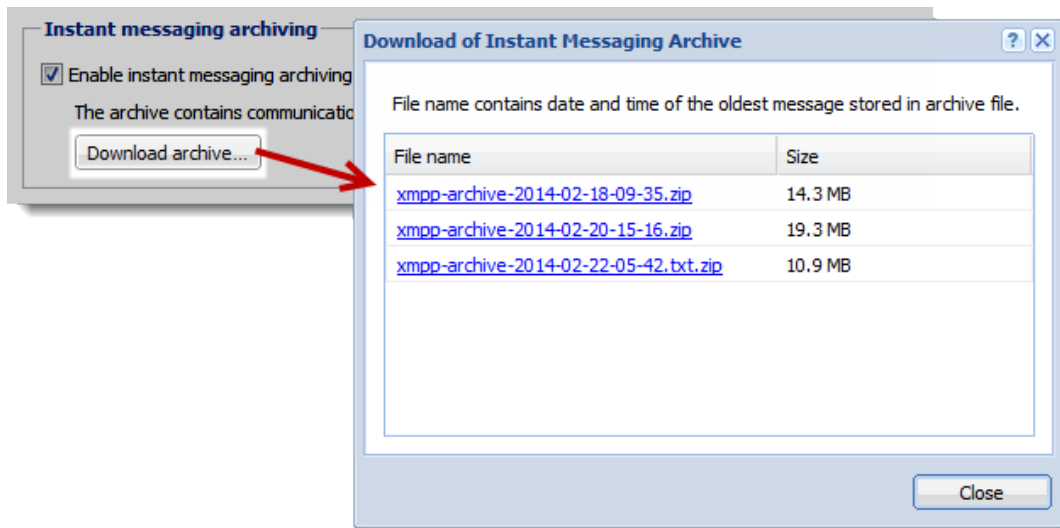 Instant messaging archiving
Enable instant messaging archiving
The archive contains
Download archive...
Download of Instant Messaging Archive
?
File name contains date and time of the oldest message stored in archive file.
File name Size
xmpp-archive-2014-02-18-09-35.zip 14.3 MB
xmpp-archive-2014-02-20-15-16.zip 19.3 MB
xmpp-archive-2014-02-22-05-42.txt.zip 10.9 MB
Close